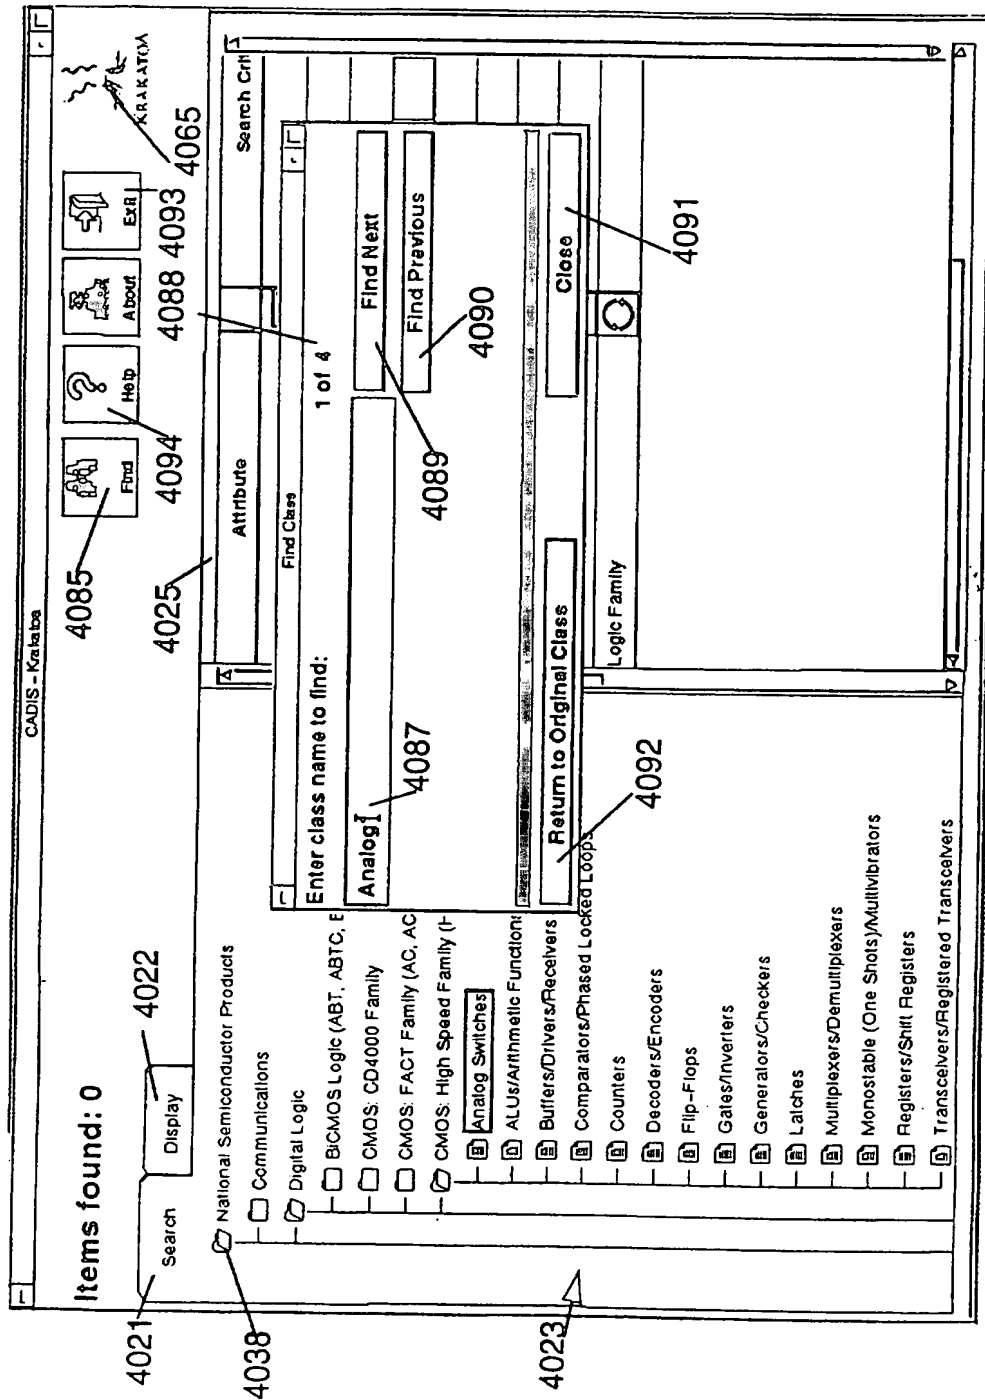 CADIS - Krakatoa
Items found: 0
Find
Help
About
Exit
KRAKATOA
4085
4094
4088
4093
4065
4021
Search
Display
4022
4025
4038
National Semiconductor Products
Communications
Digital Logic
BiCMOS Logic (ABT, ABTC, E
CMOS: CD4000 Family
CMOS: FACT Family (AC, AC
CMOS: High Speed Family (H
Analog Switches
ALUs/Arithmetic Functions
Buffers/Drivers/Receivers
Comparators/Phased Locked Loops
Counters
Decoders/Encoders
Flip-Flops
Gates/Inverters
Generators/Checkers
Latches
Multiplexers/Demultiplexers
Monostable (One Shots)/Multivibrators
Registers/Shift Registers
Transceivers/Registered Transceivers
4023
Attribute
Search Crit
Find Class
Enter class name to find:
1 of 4
Analog
Find Next
Find Previous
4087
4089
4090
Return to Original Class
Close
4092
4091
Logic Family